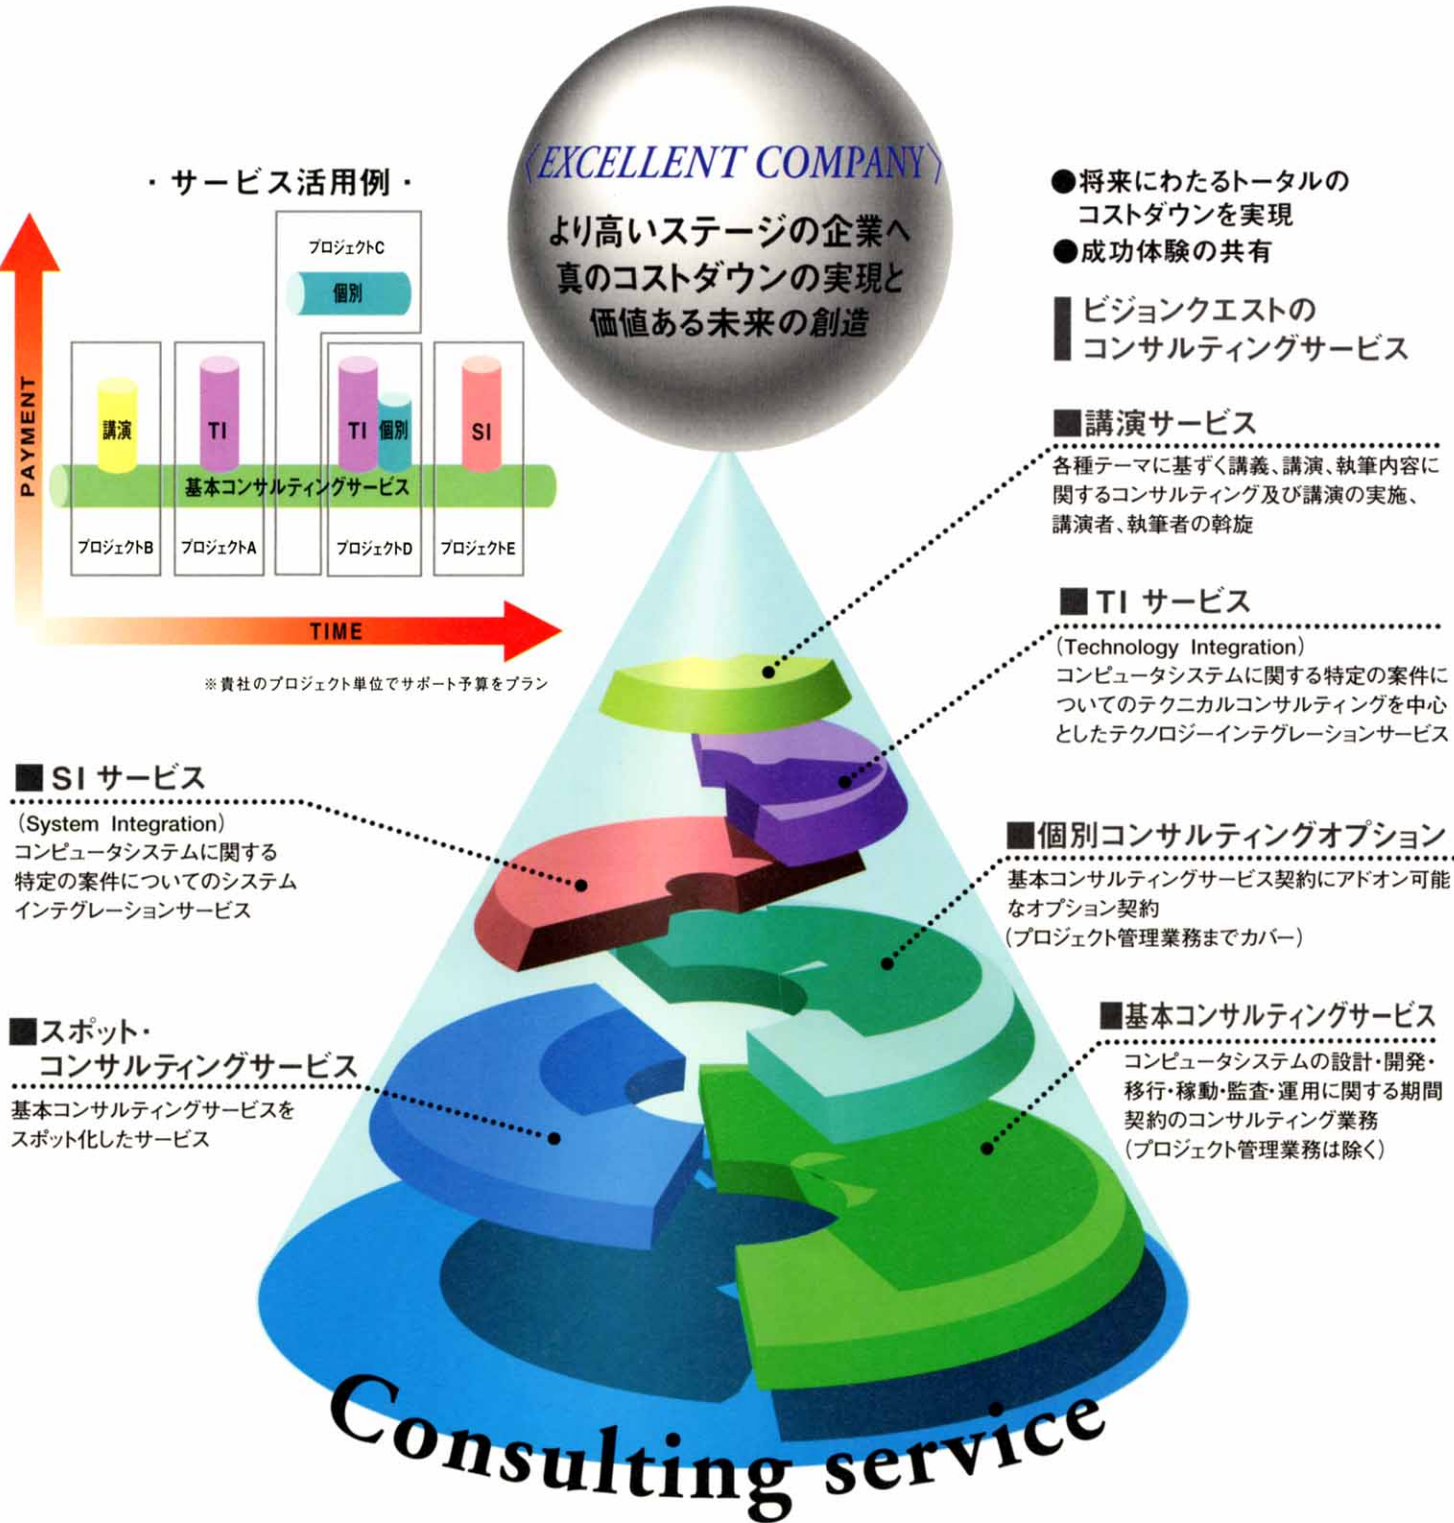 〈EXCELLENT COMPANY〉
より高いステージの企業へ
真のコストダウンの実現と
価値ある未来の創造
・サービス活用例・
PAYMENT
プロジェクトC
個別
講演
TI
TI
個別
SI
基本コンサルティングサービス
プロジェクトB
プロジェクトA
プロジェクトD
プロジェクトE
TIME
※貴社のプロジェクト単位でサポート予算をプラン
●将来にわたるトータルの
コストダウンを実現
●成功体験の共有
ビジョンクエストの
コンサルティングサービス
■講演サービス
各種テーマに基ずく講義、講演、執筆内容に
関するコンサルティング及び講演の実施、
講演者、執筆者の斡旋
■TI サービス
(Technology Integration)
コンピュータシステムに関する特定の案件に
ついてのテクニカルコンサルティングを中心
としたテクノロジーインテグレーションサービス
■SI サービス
(System Integration)
コンピュータシステムに関する
特定の案件についてのシステム
インテグレーションサービス
■個別コンサルティングオプション
基本コンサルティングサービス契約にアドオン可能
なオプション契約
(プロジェクト管理業務までカバー)
■スポット・
コンサルティングサービス
基本コンサルティングサービスを
スポット化したサービス
■基本コンサルティングサービス
コンピュータシステムの設計・開発・
移行・稼動・監査・運用に関する期間
契約のコンサルティング業務
(プロジェクト管理業務は除く)
Consulting service